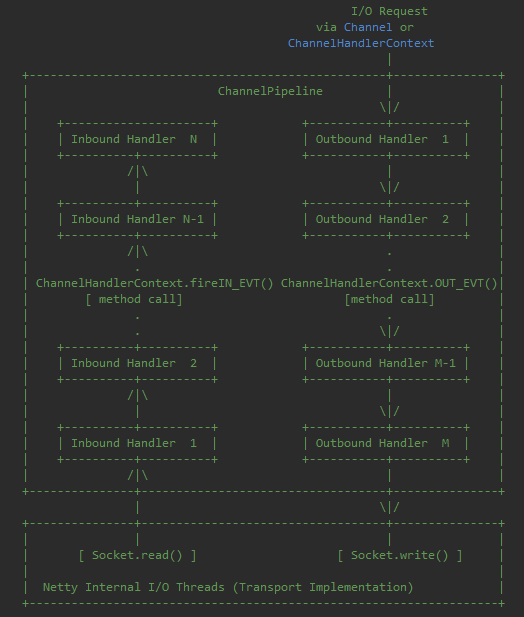 I/O Request
via Channel or
ChannelHandlerContext
ChannelPipeline
Inbound Handler  N    Outbound Handler  1
Inbound Handler N-1    Outbound Handler  2
ChannelHandlerContext.fireIN_EVT() ChannelHandlerContext.OUT_EVT()
[ method call]    [method call]
Inbound Handler  2    Outbound Handler M-1
Inbound Handler  1    Outbound Handler  M
[ Socket.read() ]    [ Socket.write() ]
Netty Internal I/O Threads (Transport Implementation)